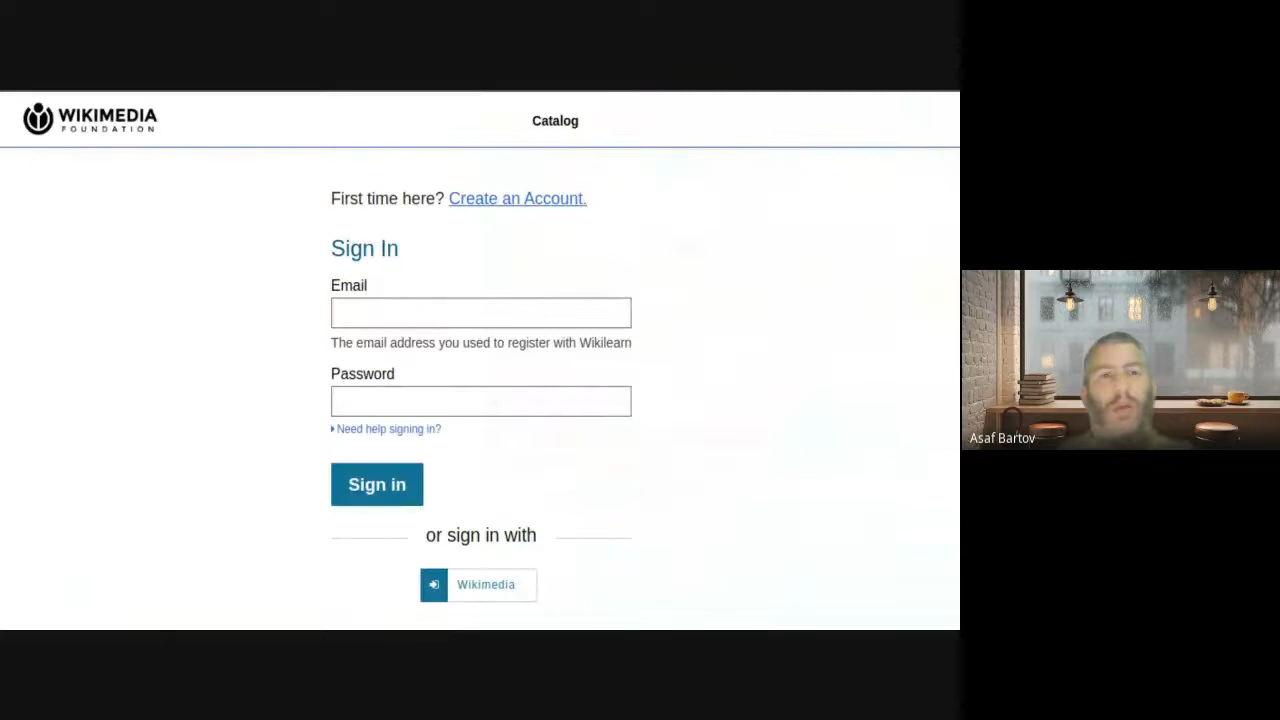 WIKIMEDIA
FOUNDATION
Catalog
First time here? Create an Account.
Sign In
Email
The email address you used to register with Wikilearn
Password
Need help signing in?
Sign in
or sign in with
Wikimedia
Asaf Bartov